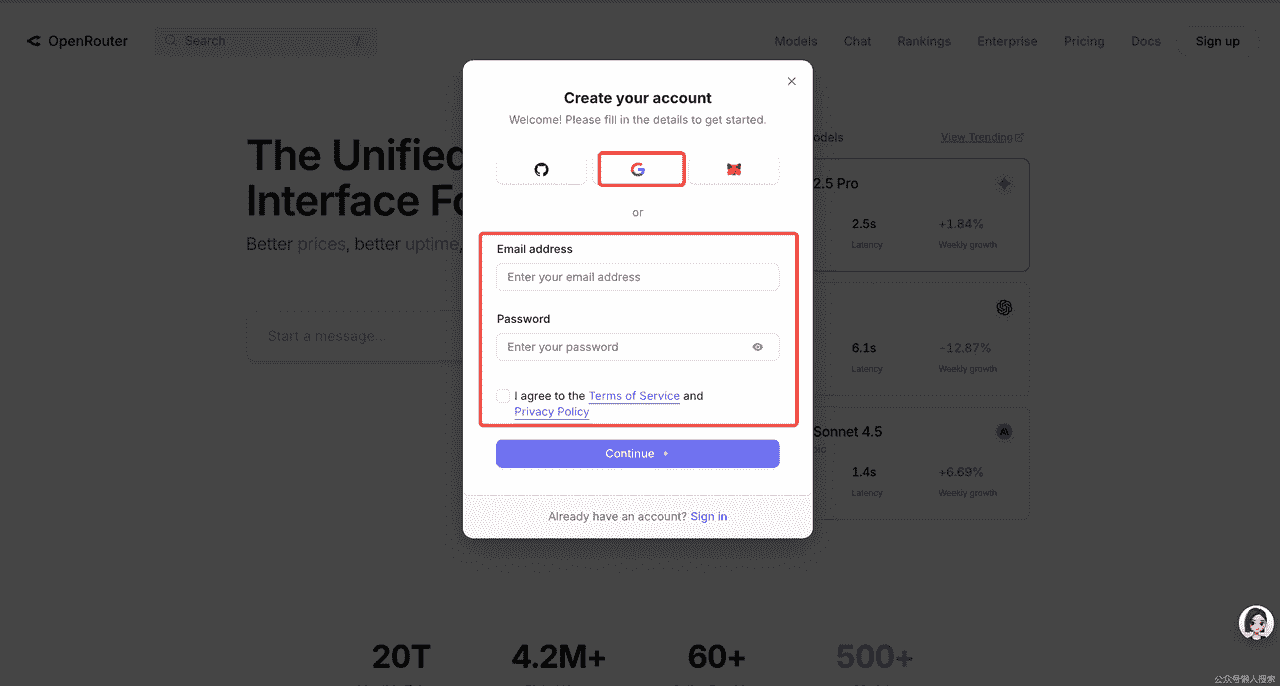 OpenRouter
Search
/
Models
Chat
Rankings
Enterprise
Pricing
Docs
Sign up
Create your account
Welcome! Please fill in the details to get started.
or
Email address
Enter your email address
Password
Enter your password
I agree to the Terms of Service and
Privacy Policy
Continue
Already have an account? Sign in
The Unified
Interface Fo
Better prices, better uptime,
Start a message...
odels
View Trending
2.5 Pro
2.5s
+1.84%
Latency
Weekly growth
6.1s
-12.87%
Latency
Weekly growth
Sonnet 4.5
1.4s
+6.69%
Latency
Weekly growth
20T
4.2M+
60+
500+
公众号懒人搜索